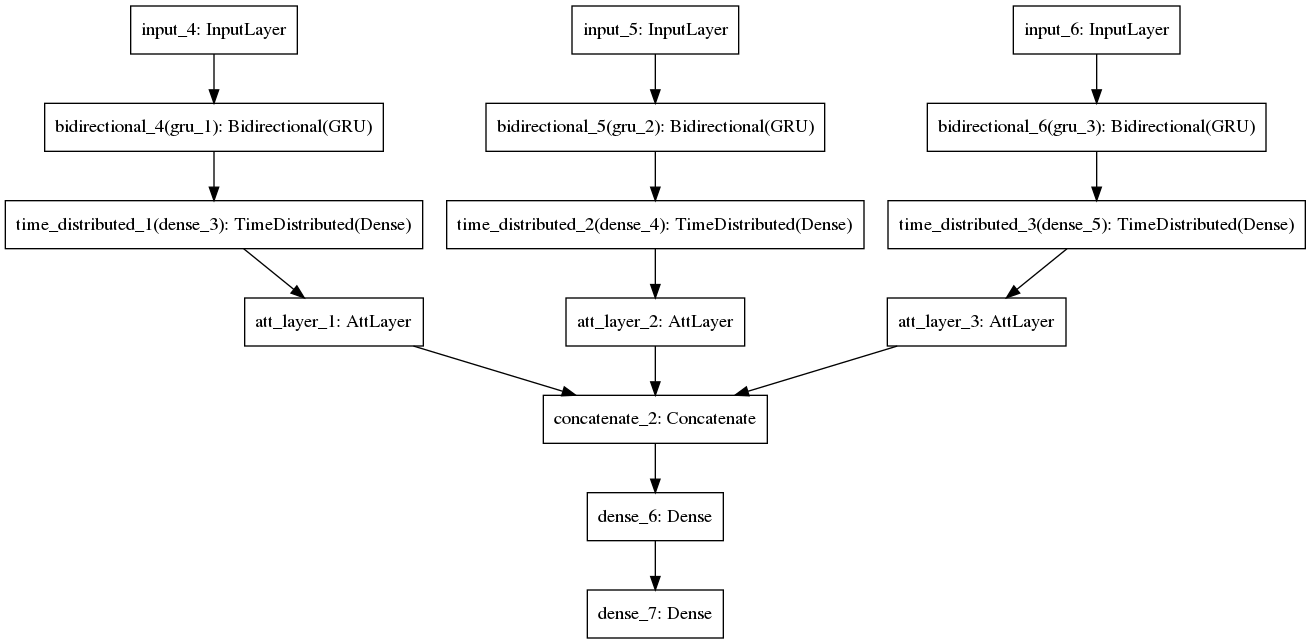 input_4: InputLayer
input_5: InputLayer
input_6: InputLayer
bidirectional_4(gru_1): Bidirectional(GRU)
bidirectional_5(gru_2): Bidirectional(GRU)
bidirectional_6(gru_3): Bidirectional(GRU)
time_distributed_1(dense_3): TimeDistributed(Dense)
time_distributed_2(dense_4): TimeDistributed(Dense)
time_distributed_3(dense_5): TimeDistributed(Dense)
att_layer_1: AttLayer
att_layer_2: AttLayer
att_layer_3: AttLayer
concatenate_2: Concatenate
dense_6: Dense
dense_7: Dense